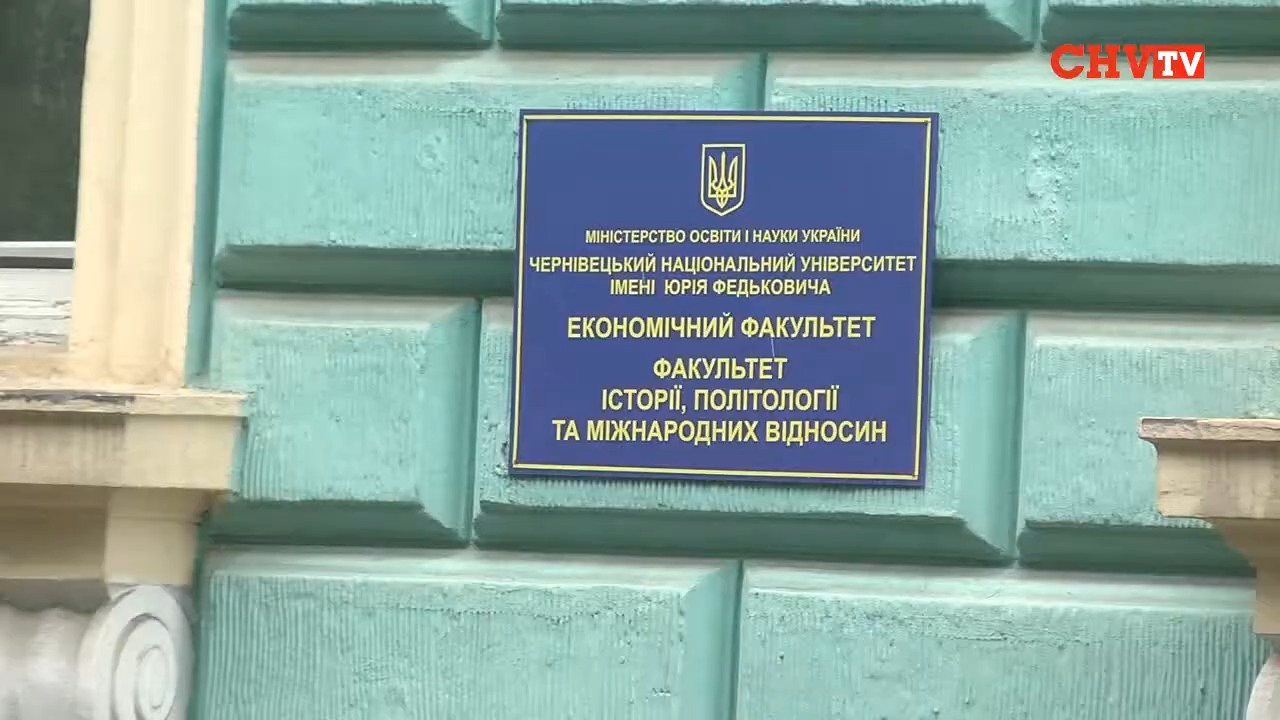 CHVTV
МІНІСТЕРСТВО ОСВІТИ І НАУКИ УКРАЇНИ
ЧЕРНІВЕЦЬКИЙ НАЦІОНАЛЬНИЙ УНІВЕРСИТЕТ
ІМЕНІ ЮРІЯ ФЕДЬКОВИЧА
ЕКОНОМІЧНИЙ ФАКУЛЬТЕТ
ФАКУЛЬТЕТ
ІСТОРІЇ, ПОЛІТОЛОГІЇ
ТА МІЖНАРОДНИХ ВІДНОСИН